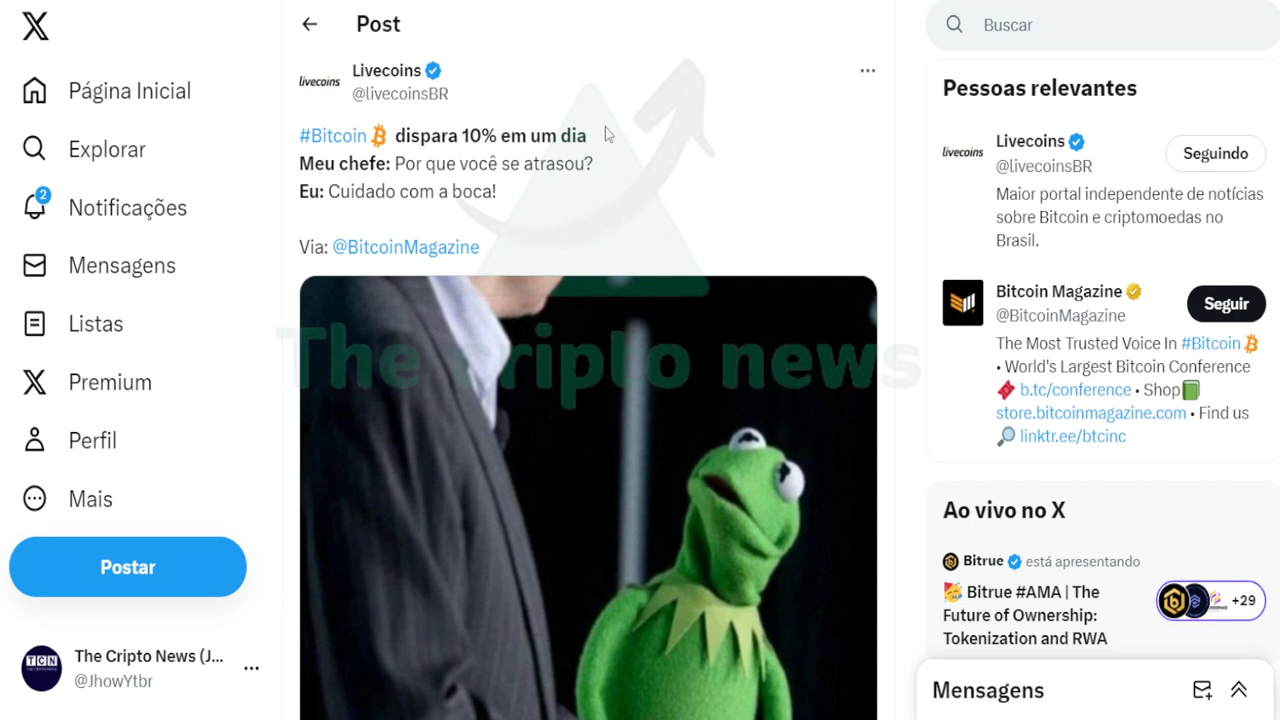 Página Inicial
Explorar
2
Notificações
Mensagens
Listas
Premium
Perfil
Mais
Postar
TCN
The Cripto News (J...
@JhowYtbr
Post
livecoins
Livecoins
@livecoinsBR
#Bitcoin dispara 10% em um dia
Meu chefe: Por que você se atrasou?
Eu: Cuidado com a boca!
Via: @BitcoinMagazine
The cripto news
Buscar
Pessoas relevantes
livecoins
Livecoins
@livecoinsBR
Seguindo
Maior portal independente de notícias
sobre Bitcoin e criptomoedas no
Brasil.
Bitcoin Magazine
@BitcoinMagazine
Seguir
The Most Trusted Voice In #Bitcoin
• World's Largest Bitcoin Conference
b.tc/conference • Shop
store.bitcoinmagazine.com • Find us
linktr.ee/btcinc
Ao vivo no X
Bitrue está apresentando
Bitrue #AMA | The
Future of Ownership:
Tokenization and RWA
+29
Mensagens